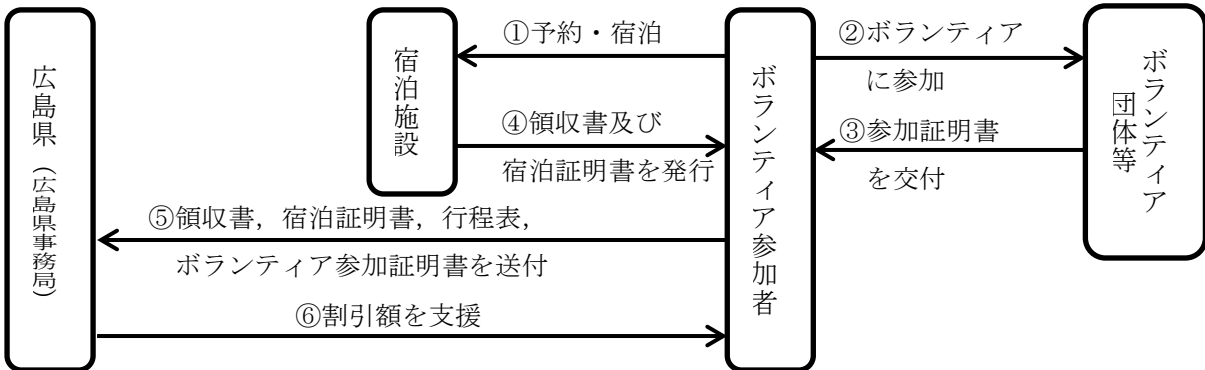 広島県（広島県事務局）
宿泊施設
①予約・宿泊
④領収書及び
宿泊証明書を発行
ボランティア参加者
②ボランティア
に参加
③参加証明書
を交付
ボランティア
団体等
⑤領収書，宿泊証明書，行程表，
ボランティア参加証明書を送付
⑥割引額を支援